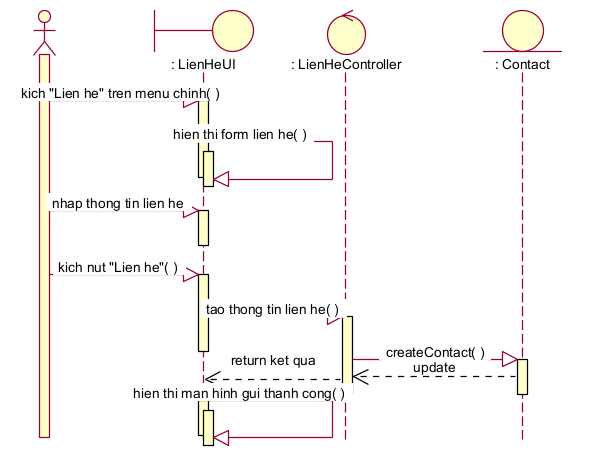 : LienHeUI
: LienHeController
: Contact
kich "Lien he" tren menu chinh( )
hien thi form lien he( )
nhap thong tin lien he
kich nut "Lien he"( )
tao thong tin lien he( )
createContact( )
return ket qua
update
hien thi man hinh gui thanh cong( )